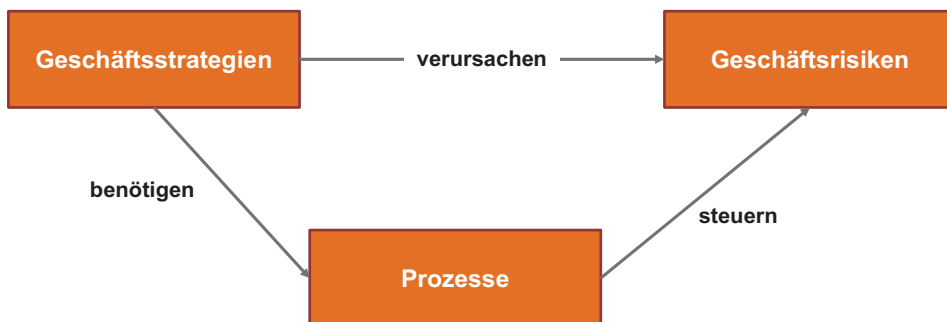 Geschäftsstrategien
verursachen
Geschäftsrisiken
benötigen
steuern
Prozesse